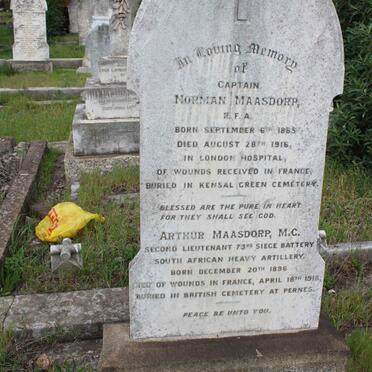 In Loving Memory
of
CAPTAIN
NORMAN MAASDORP,
R.F.A.
BORN SEPTEMBER 6TH 1865
DIED AUGUST 28TH 1916,
IN LONDON HOSPITAL,
OF WOUNDS RECEIVED IN FRANCE,
BURIED IN KENSAL GREEN CEMETERY.
BLESSED ARE THE PURE IN HEART
FOR THEY SHALL SEE GOD.
ARTHUR MAASDORP, M.C.
SECOND LIEUTENANT 73RD SIEGE BATTERY
SOUTH AFRICAN HEAVY ARTILLERY.
BORN DECEMBER 20TH 1896
DIED OF WOUNDS IN FRANCE, APRIL 18TH 1918,
BURIED IN BRITISH CEMETERY AT PERNES.
PEACE BE UNTO YOU.